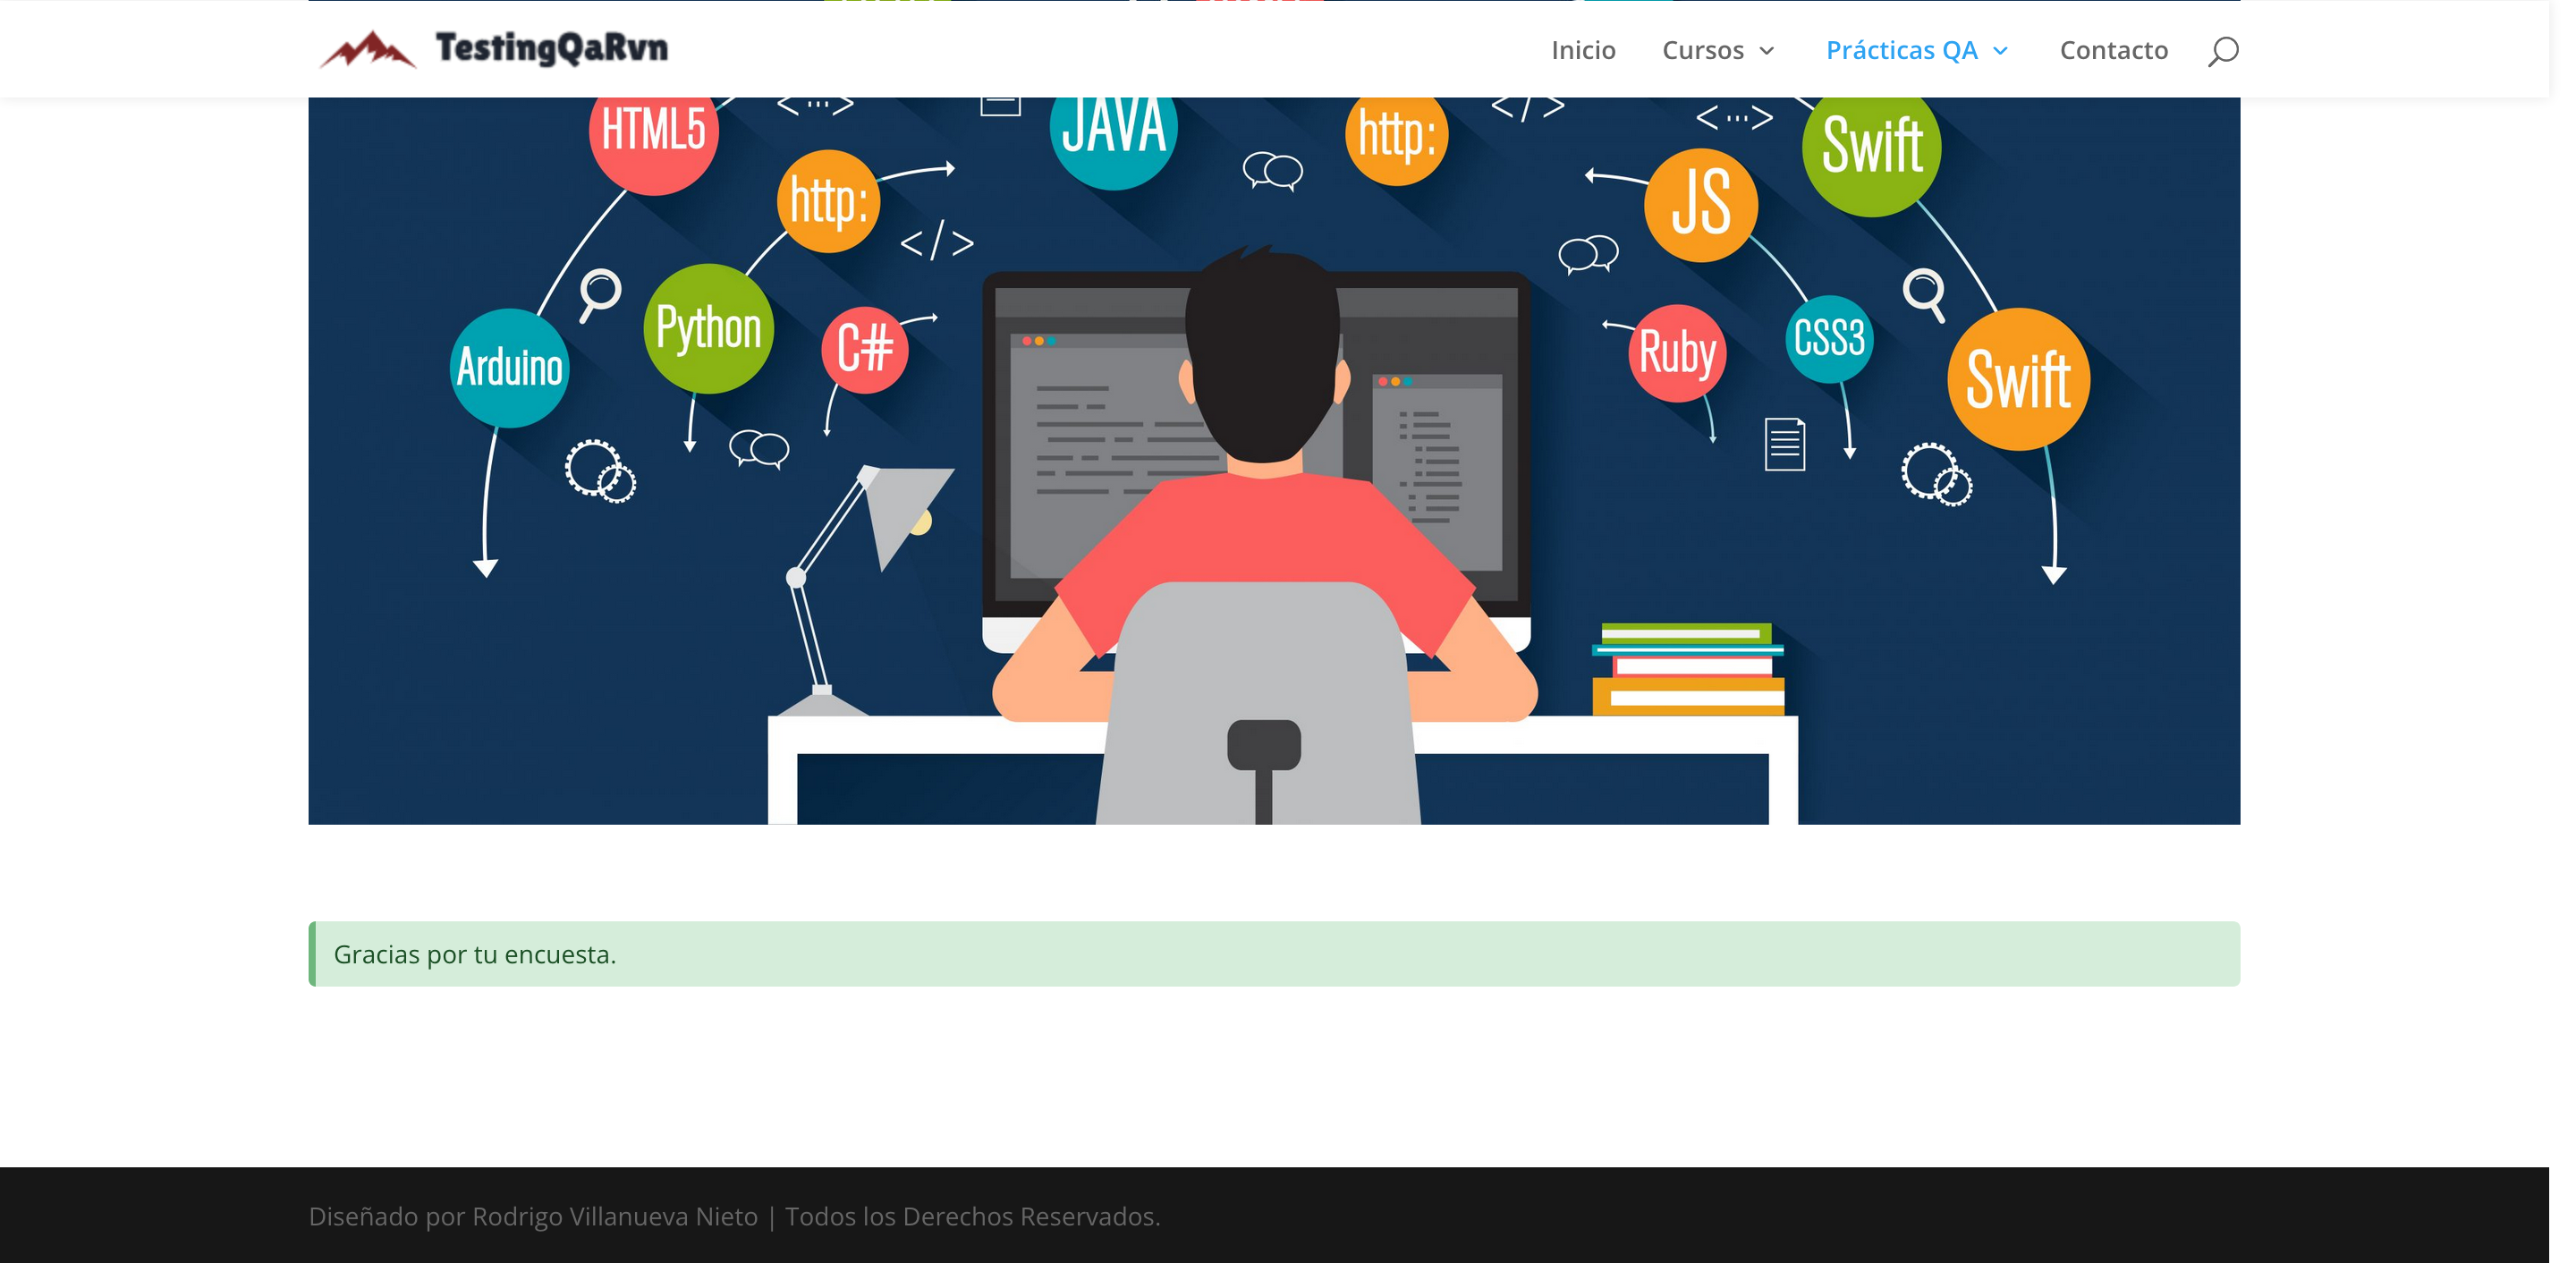 TestingQaRvn
Inicio
Cursos
Prácticas QA
Contacto
HTML5
<...>
JAVA
http:
</>
<...>
Swift
http:
JS
</>
Python
C#
Arduino
Ruby
CSS3
Swift
Gracias por tu encuesta.
Diseñado por Rodrigo Villanueva Nieto | Todos los Derechos Reservados.